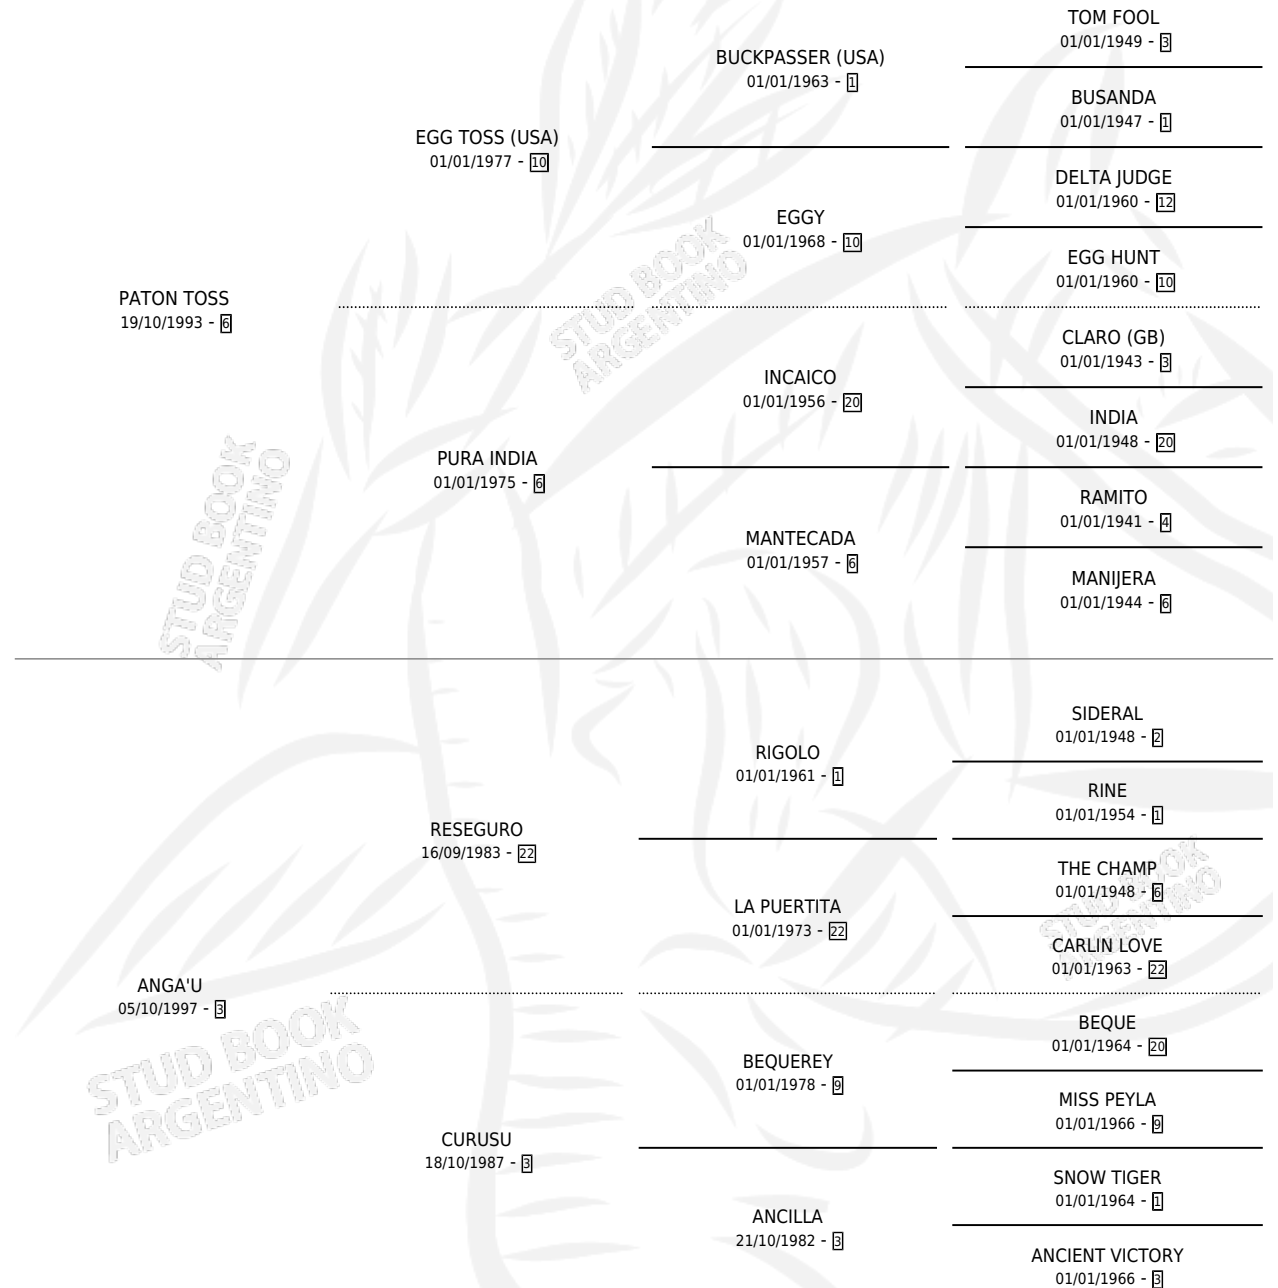 TOM FOOL
01/01/1949 - 3
BUCKPASSER (USA)
01/01/1963 - 1
BUSANDA
01/01/1947 - 1
EGG TOSS (USA)
01/01/1977 - 10
DELTA JUDGE
01/01/1960 - 12
EGGY
01/01/1968 - 10
EGG HUNT
01/01/1960 - 10
PATON TOSS
19/10/1993 - 6
STUD BOOK
ARGENTINO
CLARO (GB)
01/01/1943 - 3
INCAICO
01/01/1956 - 20
INDIA
01/01/1948 - 20
PURA INDIA
01/01/1975 - 6
RAMITO
01/01/1941 - 4
MANTECADA
01/01/1957 - 6
MANIJERA
01/01/1944 - 6
STUD BOOK
ARGENTINO
SIDERAL
01/01/1948 - 2
RIGOLO
01/01/1961 - 1
RINE
01/01/1954 - 1
RESEGURO
16/09/1983 - 22
THE CHAMP
01/01/1948 - 6
LA PUERTITA
01/01/1973 - 22
CARLIN LOVE
01/01/1963 - 22
STUD BOOK
ARGENTINO
ANGA'U
05/10/1997 - 3
STUD BOOK
ARGENTINO
BEQUE
01/01/1964 - 20
BEQUEREY
01/01/1978 - 9
MISS PEYLA
01/01/1966 - 9
CURUSU
18/10/1987 - 3
SNOW TIGER
01/01/1964 - 1
ANCILLA
21/10/1982 - 3
ANCIENT VICTORY
01/01/1966 - 3